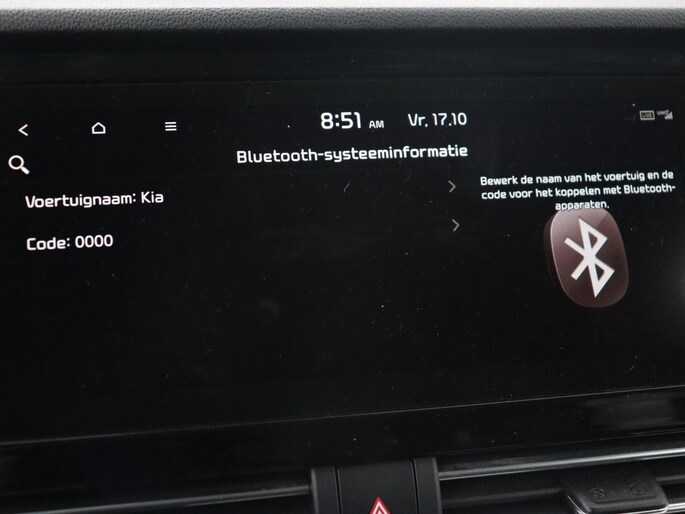 8:51 AM Vr. 17.10
Bluetooth-systeeminformatie
Voertuignaam: Kia
Code: 0000
Bewerk de naam van het voertuig en de
code voor het koppelen met Bluetooth-
apparaten.